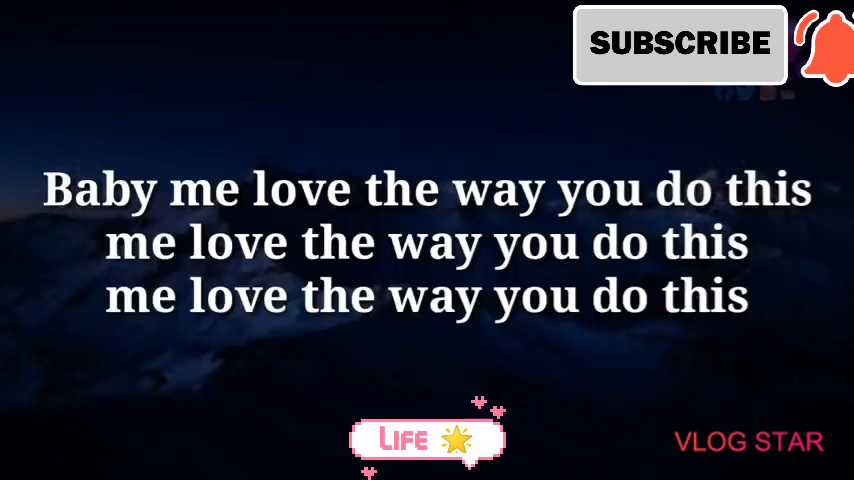 SUBSCRIBE
Baby me love the way you do this
me love the way you do this
me love the way you do this
LIFE
VLOG STAR